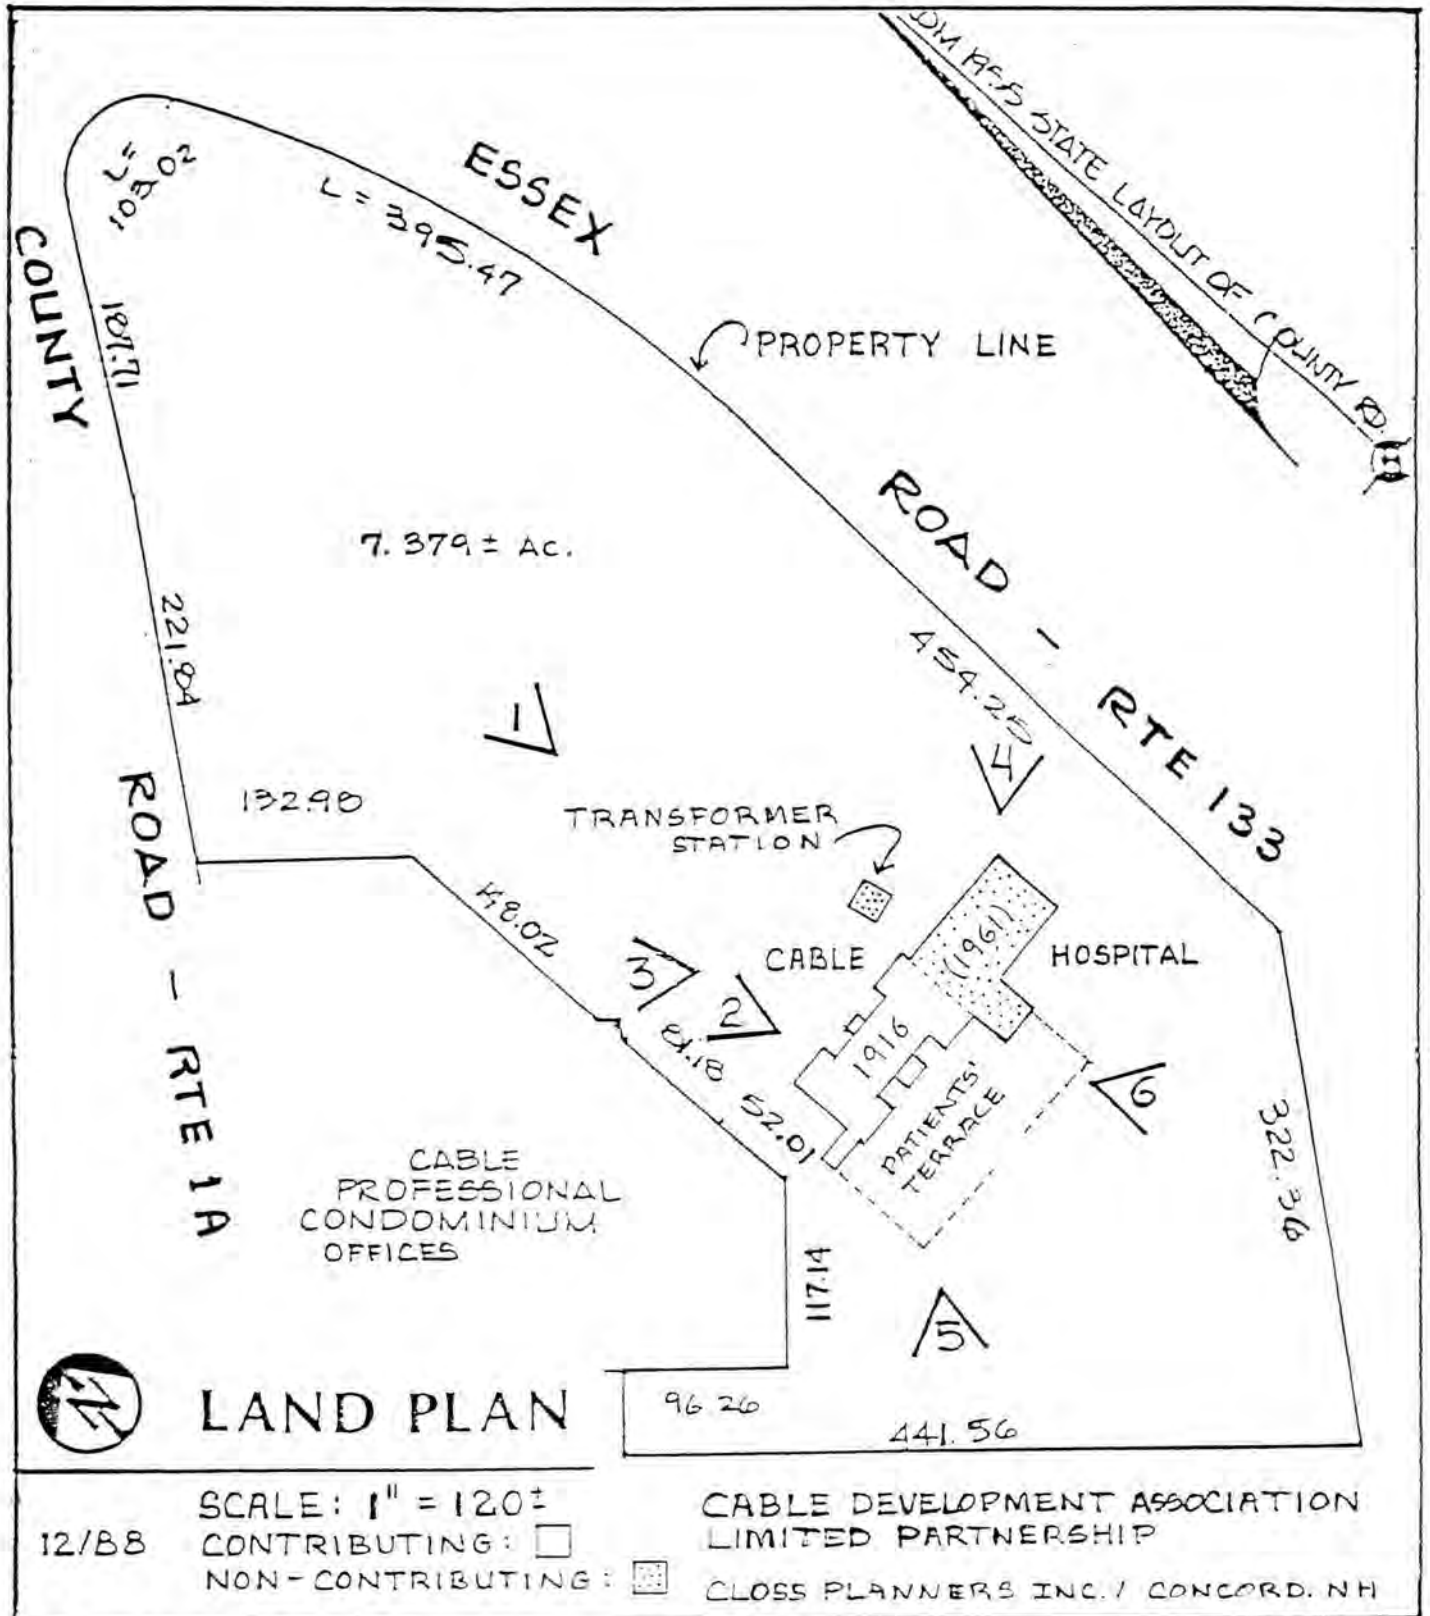 OM 1958 STATE LAYOUT OF COUNTY RD.
L=
103.02
L = 395.47
ESSEX
COUNTY
187.71
PROPERTY LINE
ROAD - RTE 133
7.379± AC.
221.84
454.25
1
4
132.98
TRANSFORMER
STATION
ROAD - RTE 1A
148.02
3
2
CABLE
HOSPITAL
(1961)
1916
81.18
52.01
PATIENTS'
TERRACE
6
322.36
CABLE
PROFESSIONAL
CONDOMINIUM
OFFICES
117.14
5
N
LAND PLAN
96.26
441.56
12/88
SCALE: 1" = 120±
CONTRIBUTING:
NON-CONTRIBUTING:
CABLE DEVELOPMENT ASSOCIATION
LIMITED PARTNERSHIP
CLOSS PLANNERS INC./ CONCORD. NH